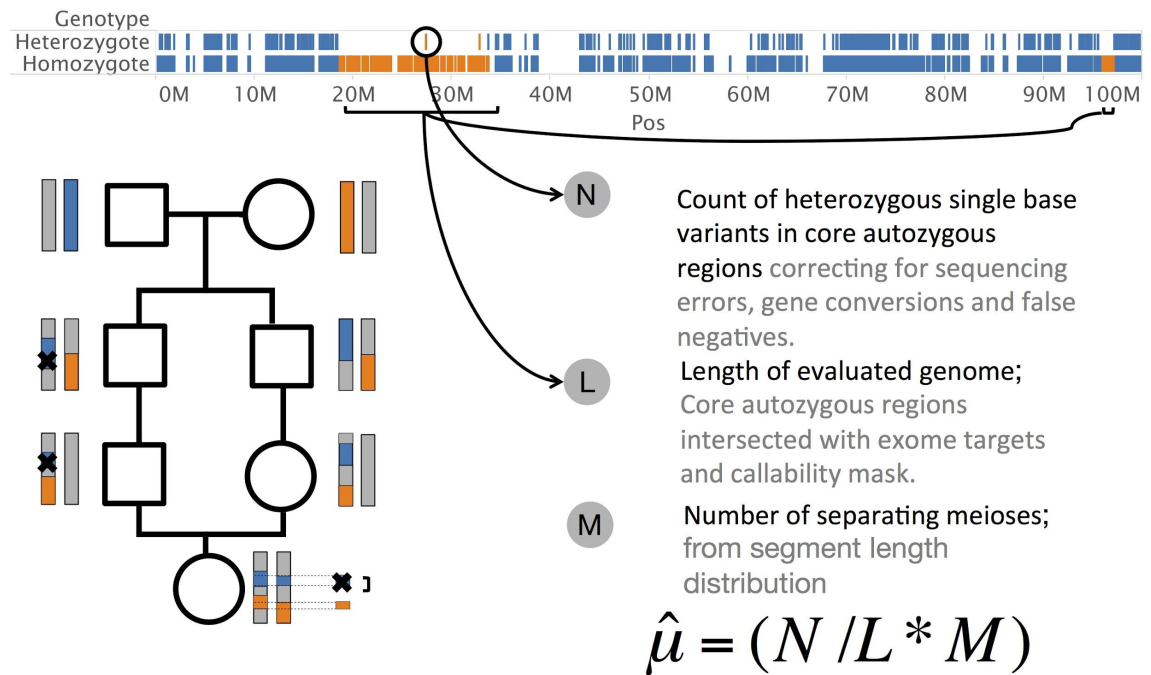 Genotype
Heterozygote
Homozygote
0M 10M 20M 30M 40M 50M 60M 70M 80M 90M 100M
Pos
N
Count of heterozygous single base
variants in core autozygous
regions correcting for sequencing
errors, gene conversions and false
negatives.
L
Length of evaluated genome;
Core autozygous regions
intersected with exome targets
and callability mask.
M
Number of separating meioses;
from segment length
distribution
μ̂ = (N /L * M)